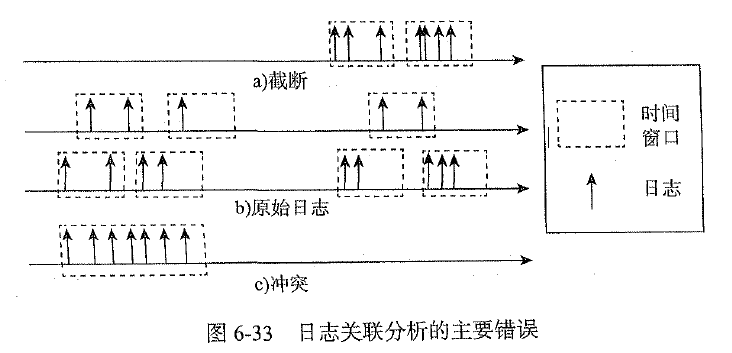 a)截断
时间
窗口
日志
b)原始日志
c)冲突
图 6-33 日志关联分析的主要错误